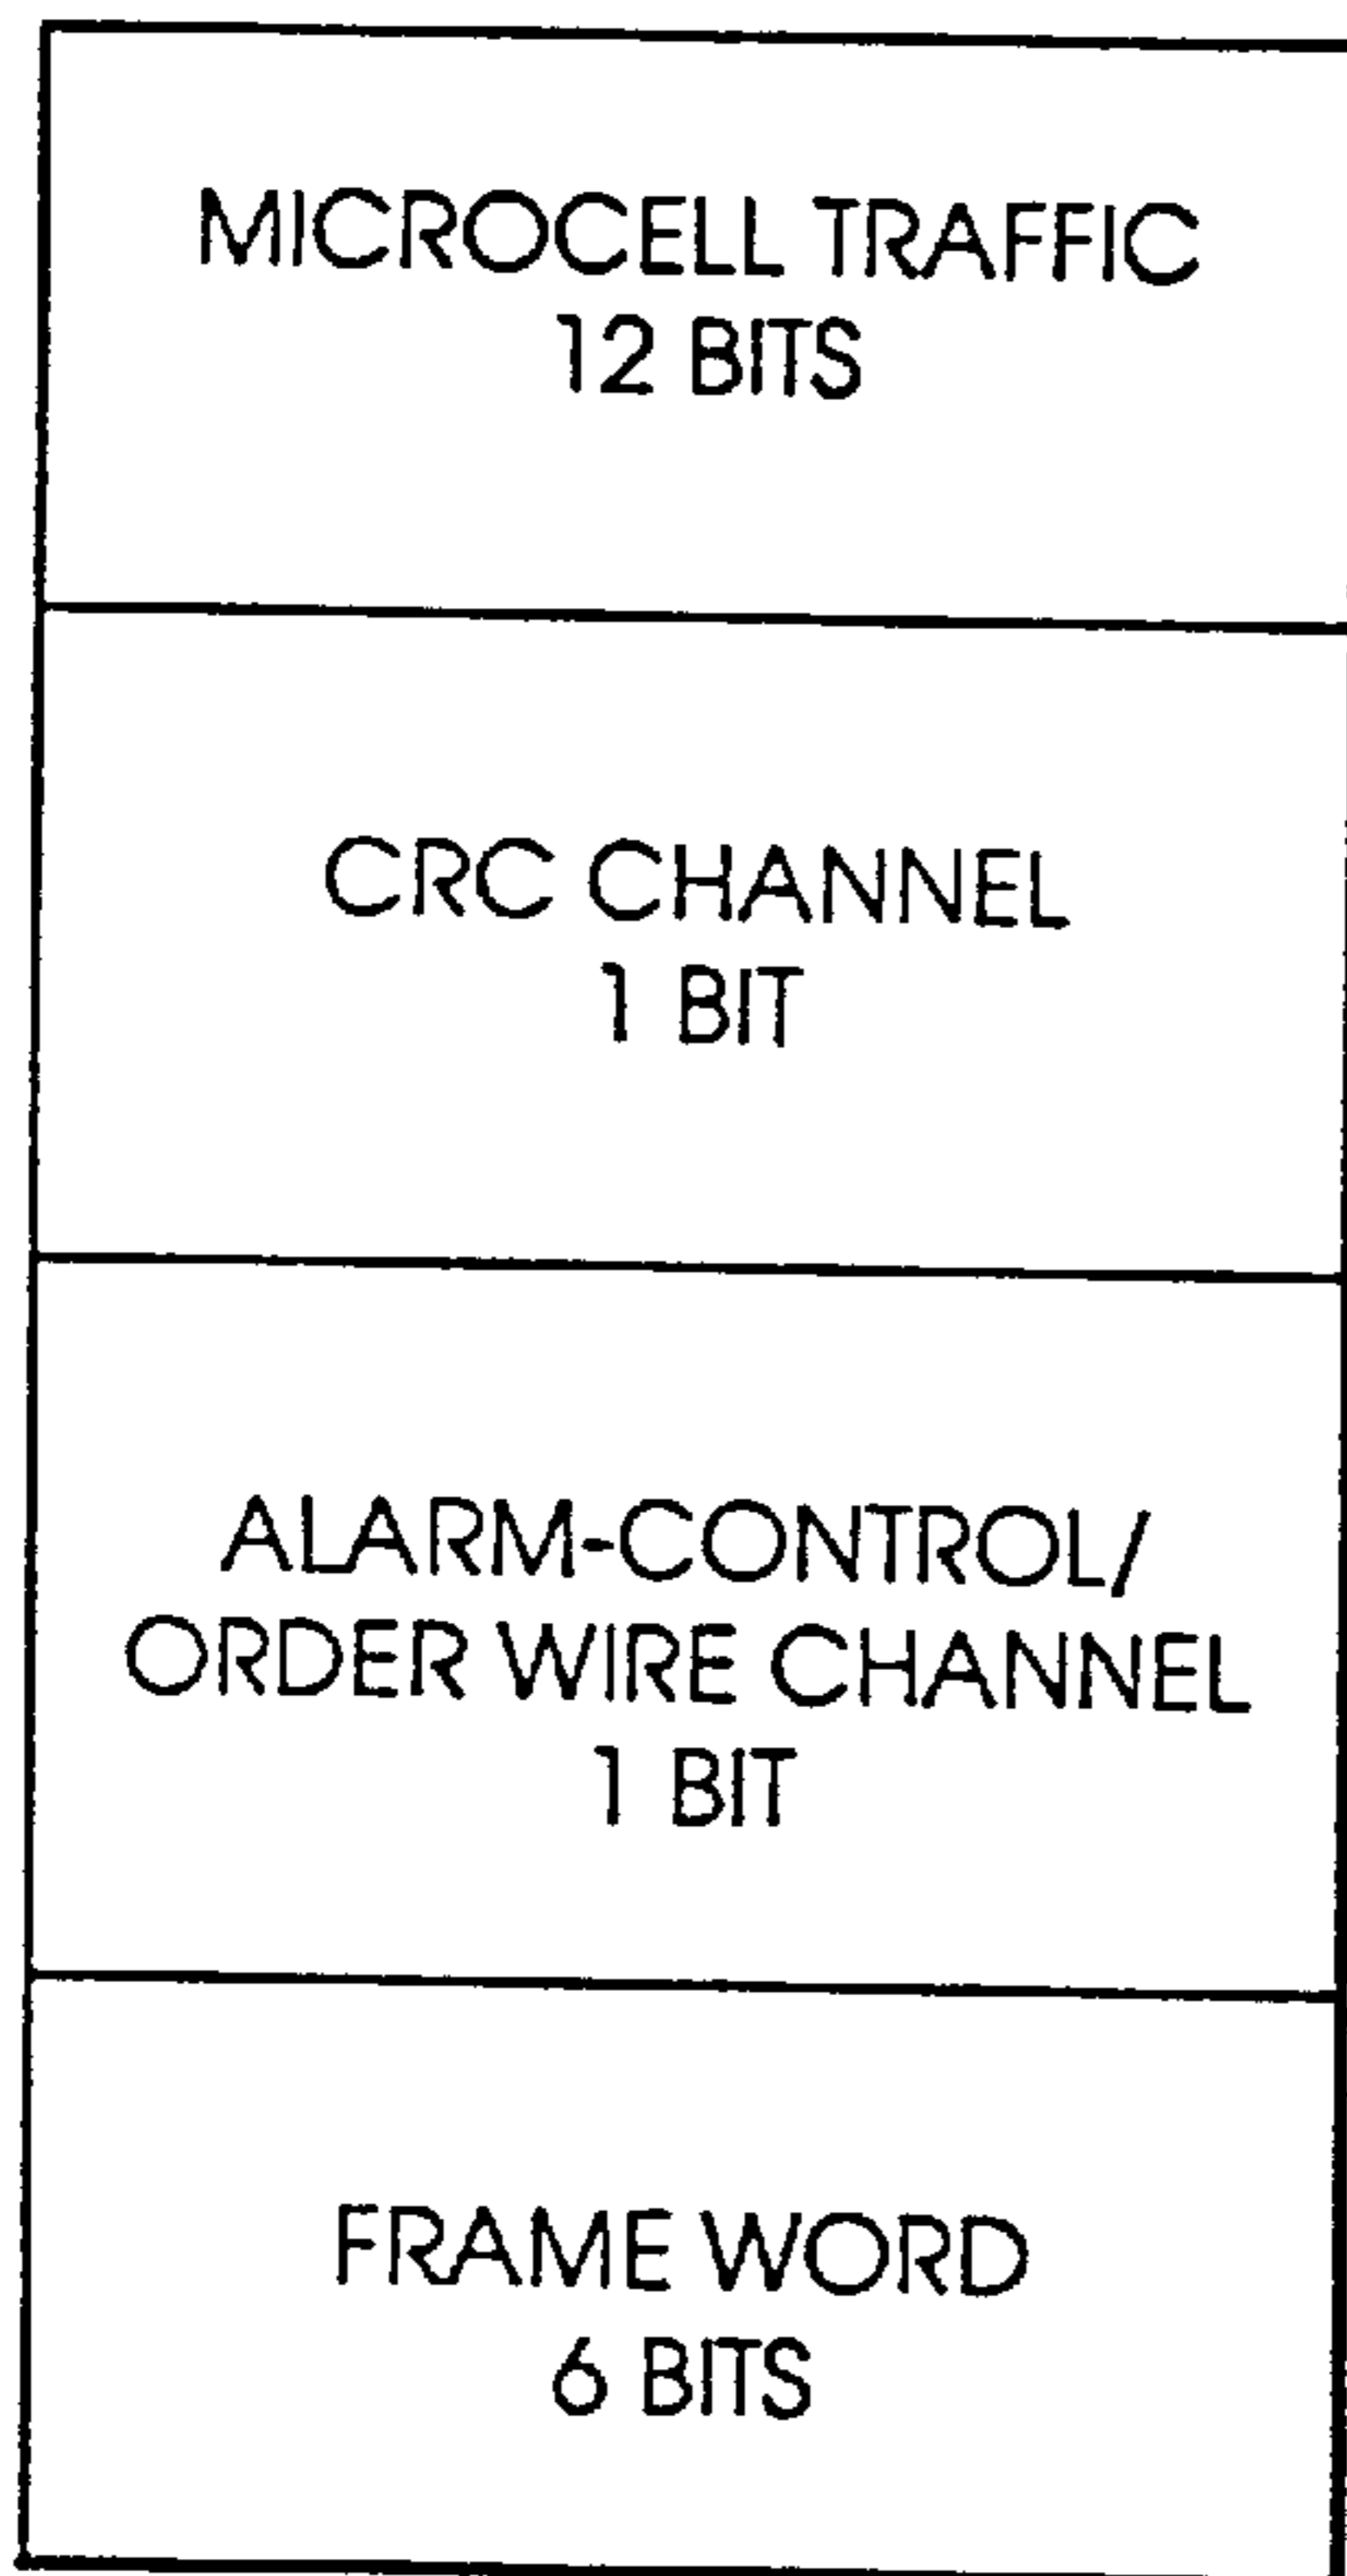 MICROCELL TRAFFIC
12 BITS
CRC CHANNEL
1 BIT
ALARM-CONTROL/
ORDER WIRE CHANNEL
1 BIT
FRAME WORD
6 BITS